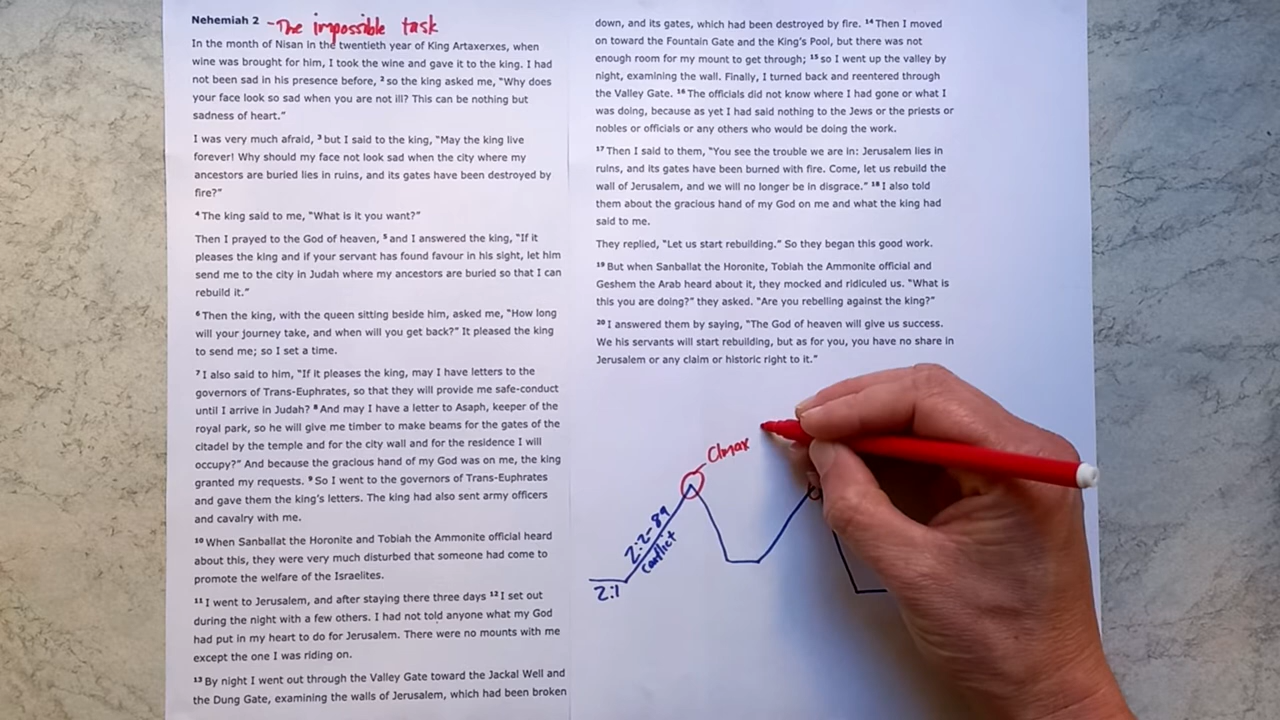 Nehemiah 2 - The impossible task
In the month of Nisan in the twentieth year of King Artaxerxes, when
wine was brought for him, I took the wine and gave it to the king. I had
not been sad in his presence before, 2 so the king asked me, “Why does
your face look so sad when you are not ill? This can be nothing but
sadness of heart.”
I was very much afraid, 3 but I said to the king, “May the king live
forever! Why should my face not look sad when the city where my
ancestors are buried lies in ruins, and its gates have been destroyed by
fire?”
4 The king said to me, “What is it you want?”
Then I prayed to the God of heaven, 5 and I answered the king, “If it
pleases the king and if your servant has found favour in his sight, let him
send me to the city in Judah where my ancestors are buried so that I can
rebuild it.”
6 Then the king, with the queen sitting beside him, asked me, “How long
will your journey take, and when will you get back?” It pleased the king
to send me; so I set a time.
7 I also said to him, “If it pleases the king, may I have letters to the
governors of Trans-Euphrates, so that they will provide me safe-conduct
until I arrive in Judah? 8 And may I have a letter to Asaph, keeper of the
royal park, so he will give me timber to make beams for the gates of the
citadel by the temple and for the city wall and for the residence I will
occupy?” And because the gracious hand of my God was on me, the king
granted my requests. 9 So I went to the governors of Trans-Euphrates
and gave them the king’s letters. The king had also sent army officers
and cavalry with me.
10 When Sanballat the Horonite and Tobiah the Ammonite official heard
about this, they were very much disturbed that someone had come to
promote the welfare of the Israelites.
11 I went to Jerusalem, and after staying there three days 12 I set out
during the night with a few others. I had not told anyone what my God
had put in my heart to do for Jerusalem. There were no mounts with me
except the one I was riding on.
13 By night I went out through the Valley Gate toward the Jackal Well and
the Dung Gate, examining the walls of Jerusalem, which had been broken
down, and its gates, which had been destroyed by fire. 14 Then I moved
on toward the Fountain Gate and the King’s Pool, but there was not
enough room for my mount to get through; 15 so I went up the valley by
night, examining the wall. Finally, I turned back and reentered through
the Valley Gate. 16 The officials did not know where I had gone or what I
was doing, because as yet I had said nothing to the Jews or the priests or
nobles or officials or any others who would be doing the work.
17 Then I said to them, “You see the trouble we are in: Jerusalem lies in
ruins, and its gates have been burned with fire. Come, let us rebuild the
wall of Jerusalem, and we will no longer be in disgrace.” 18 I also told
them about the gracious hand of my God on me and what the king had
said to me.
They replied, “Let us start rebuilding.” So they began this good work.
19 But when Sanballat the Horonite, Tobiah the Ammonite official and
Geshem the Arab heard about it, they mocked and ridiculed us. “What is
this you are doing?” they asked. “Are you rebelling against the king?”
20 I answered them by saying, “The God of heaven will give us success.
We his servants will start rebuilding, but as for you, you have no share in
Jerusalem or any claim or historic right to it.”
Climax
2:2-8a
conflict
2:1